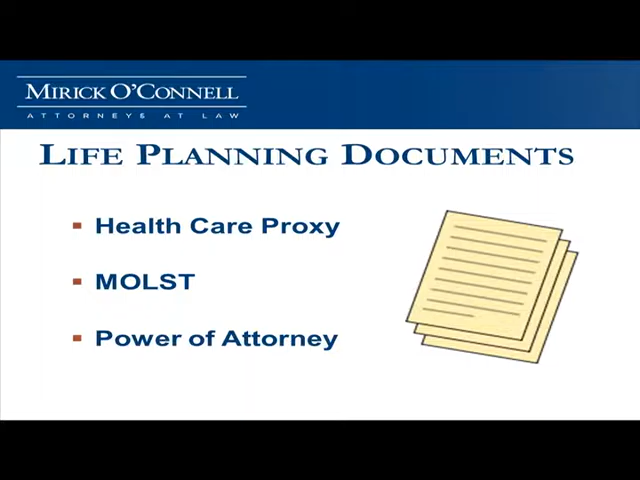 MIRICK O'CONNELL
ATTORNEYS AT LAW
LIFE PLANNING DOCUMENTS
Health Care Proxy
MOLST
Power of Attorney